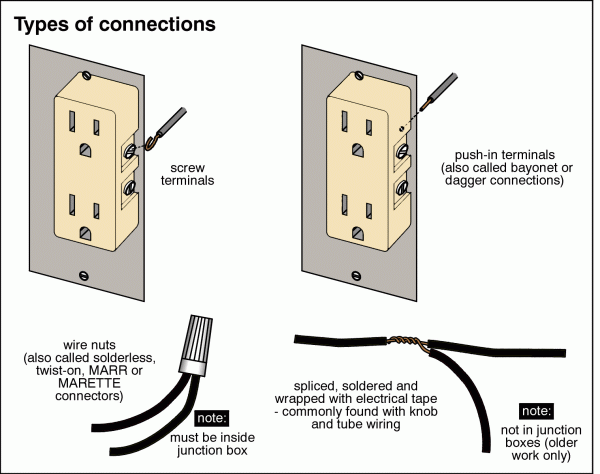 Types of connections
screw
terminals
push-in terminals
(also called bayonet or
dagger connections)
wire nuts
(also called solderless,
twist-on, MARR or
MARETTE
connectors)
note:
must be inside
junction box
spliced, soldered and
wrapped with electrical tape
- commonly found with knob
and tube wiring
note:
not in junction
boxes (older
work only)